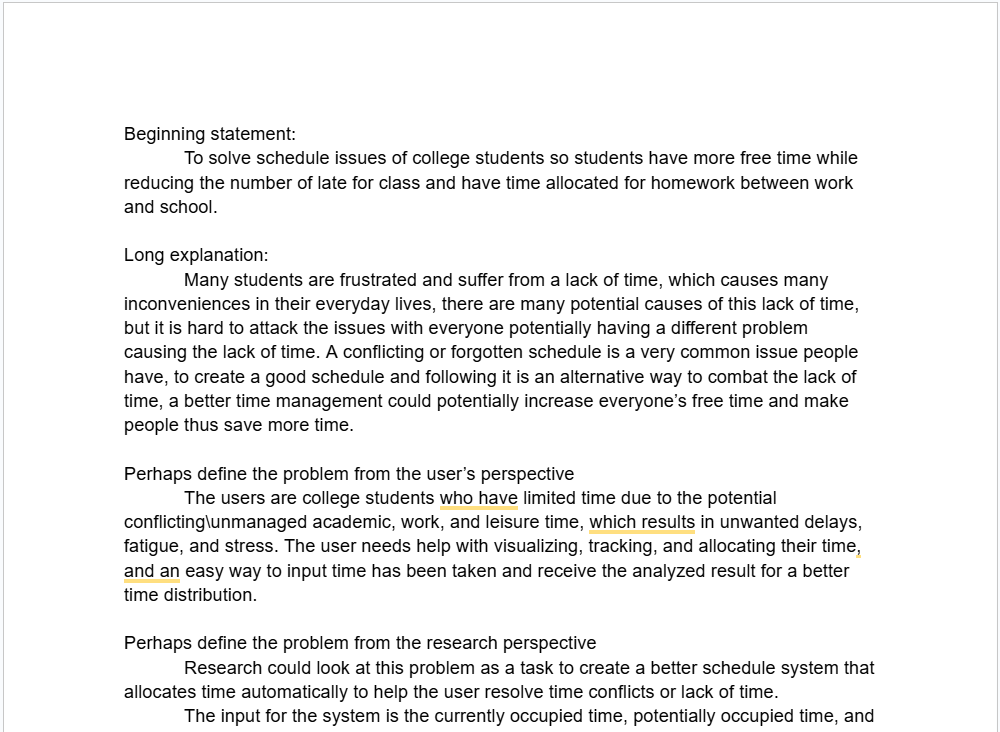 Beginning statement:
To solve schedule issues of college students so students have more free time while
reducing the number of late for class and have time allocated for homework between work
and school.
Long explanation:
Many students are frustrated and suffer from a lack of time, which causes many
inconveniences in their everyday lives, there are many potential causes of this lack of time,
but it is hard to attack the issues with everyone potentially having a different problem
causing the lack of time. A conflicting or forgotten schedule is a very common issue people
have, to create a good schedule and following it is an alternative way to combat the lack of
time, a better time management could potentially increase everyone’s free time and make
people thus save more time.
Perhaps define the problem from the user’s perspective
The users are college students who have limited time due to the potential
conflicting\unmanaged academic, work, and leisure time, which results in unwanted delays,
fatigue, and stress. The user needs help with visualizing, tracking, and allocating their time,
and an easy way to input time has been taken and receive the analyzed result for a better
time distribution.
Perhaps define the problem from the research perspective
Research could look at this problem as a task to create a better schedule system that
allocates time automatically to help the user resolve time conflicts or lack of time.
The input for the system is the currently occupied time, potentially occupied time, and